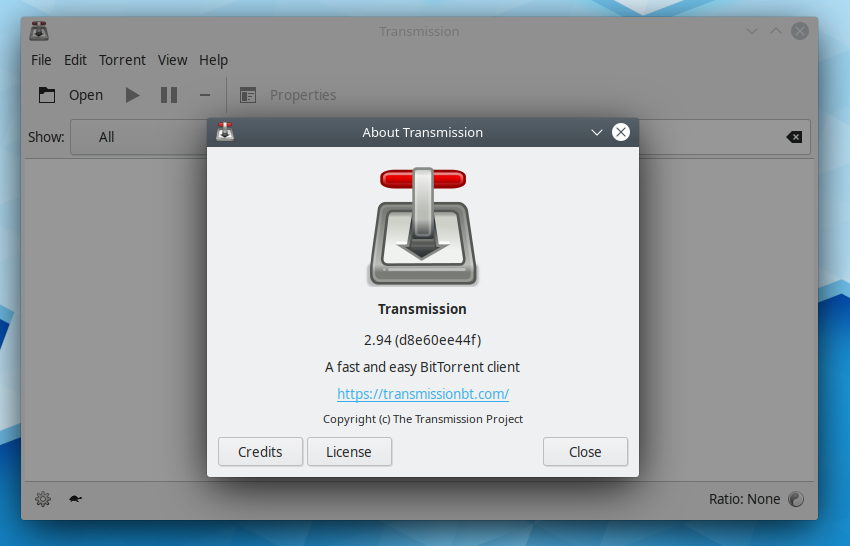 Transmission
File Edit Torrent View Help
Open Properties
Show: All
About Transmission
Transmission
2.94 (d8e60ee44f)
A fast and easy BitTorrent client
https://transmissionbt.com/
Copyright (c) The Transmission Project
Credits License Close
Ratio: None